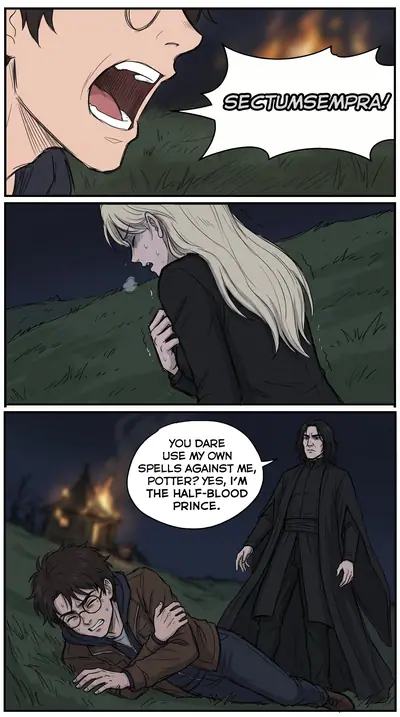 SECTUMSEMPRA!
YOU DARE
USE MY OWN
SPELLS AGAINST ME,
POTTER? YES, I'M
THE HALF-BLOOD
PRINCE.